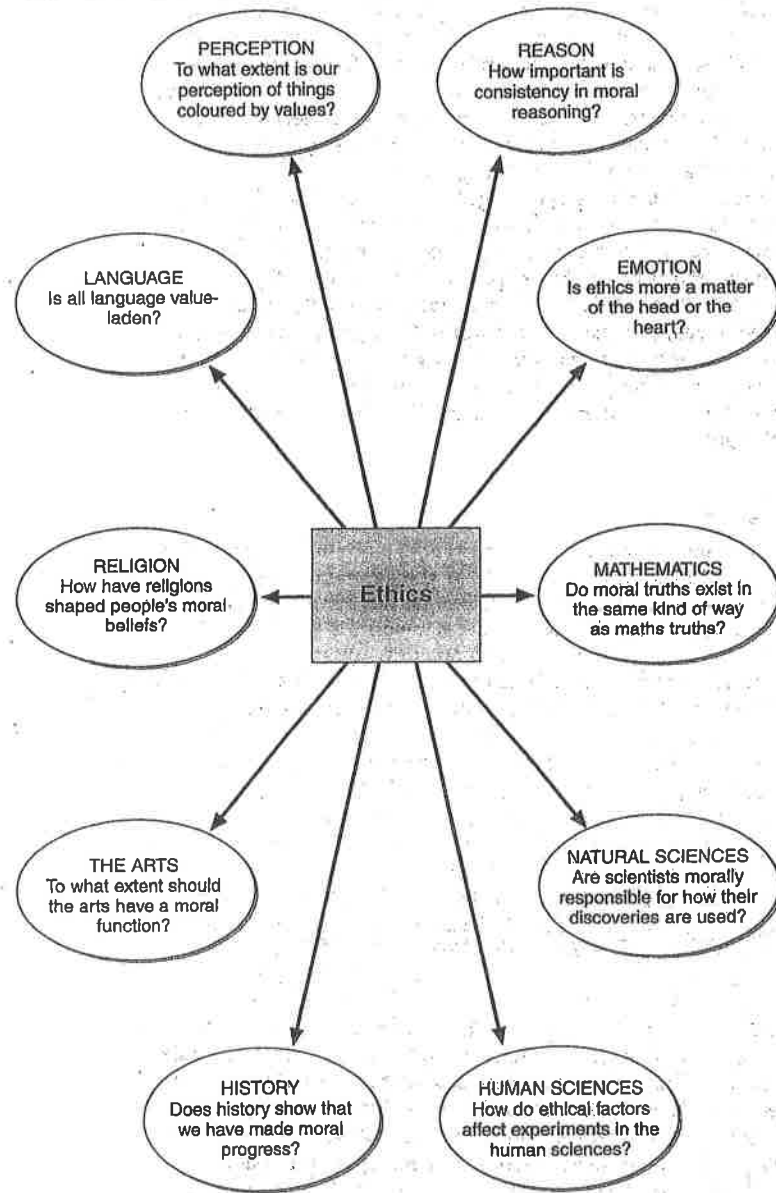 PERCEPTION
To what extent is our
perception of things
coloured by values?
REASON
How important is
consistency in moral
reasoning?
LANGUAGE
Is all language value-
laden?
EMOTION
Is ethics more a matter
of the head or the
heart?
RELIGION
How have religions
shaped people's moral
beliefs?
Ethics
MATHEMATICS
Do moral truths exist in
the same kind of way
as maths truths?
THE ARTS
To what extent should
the arts have a moral
function?
NATURAL SCIENCES
Are scientists morally
responsible for how their
discoveries are used?
HISTORY
Does history show that
we have made moral
progress?
HUMAN SCIENCES
How do ethical factors
affect experiments in the
human sciences?